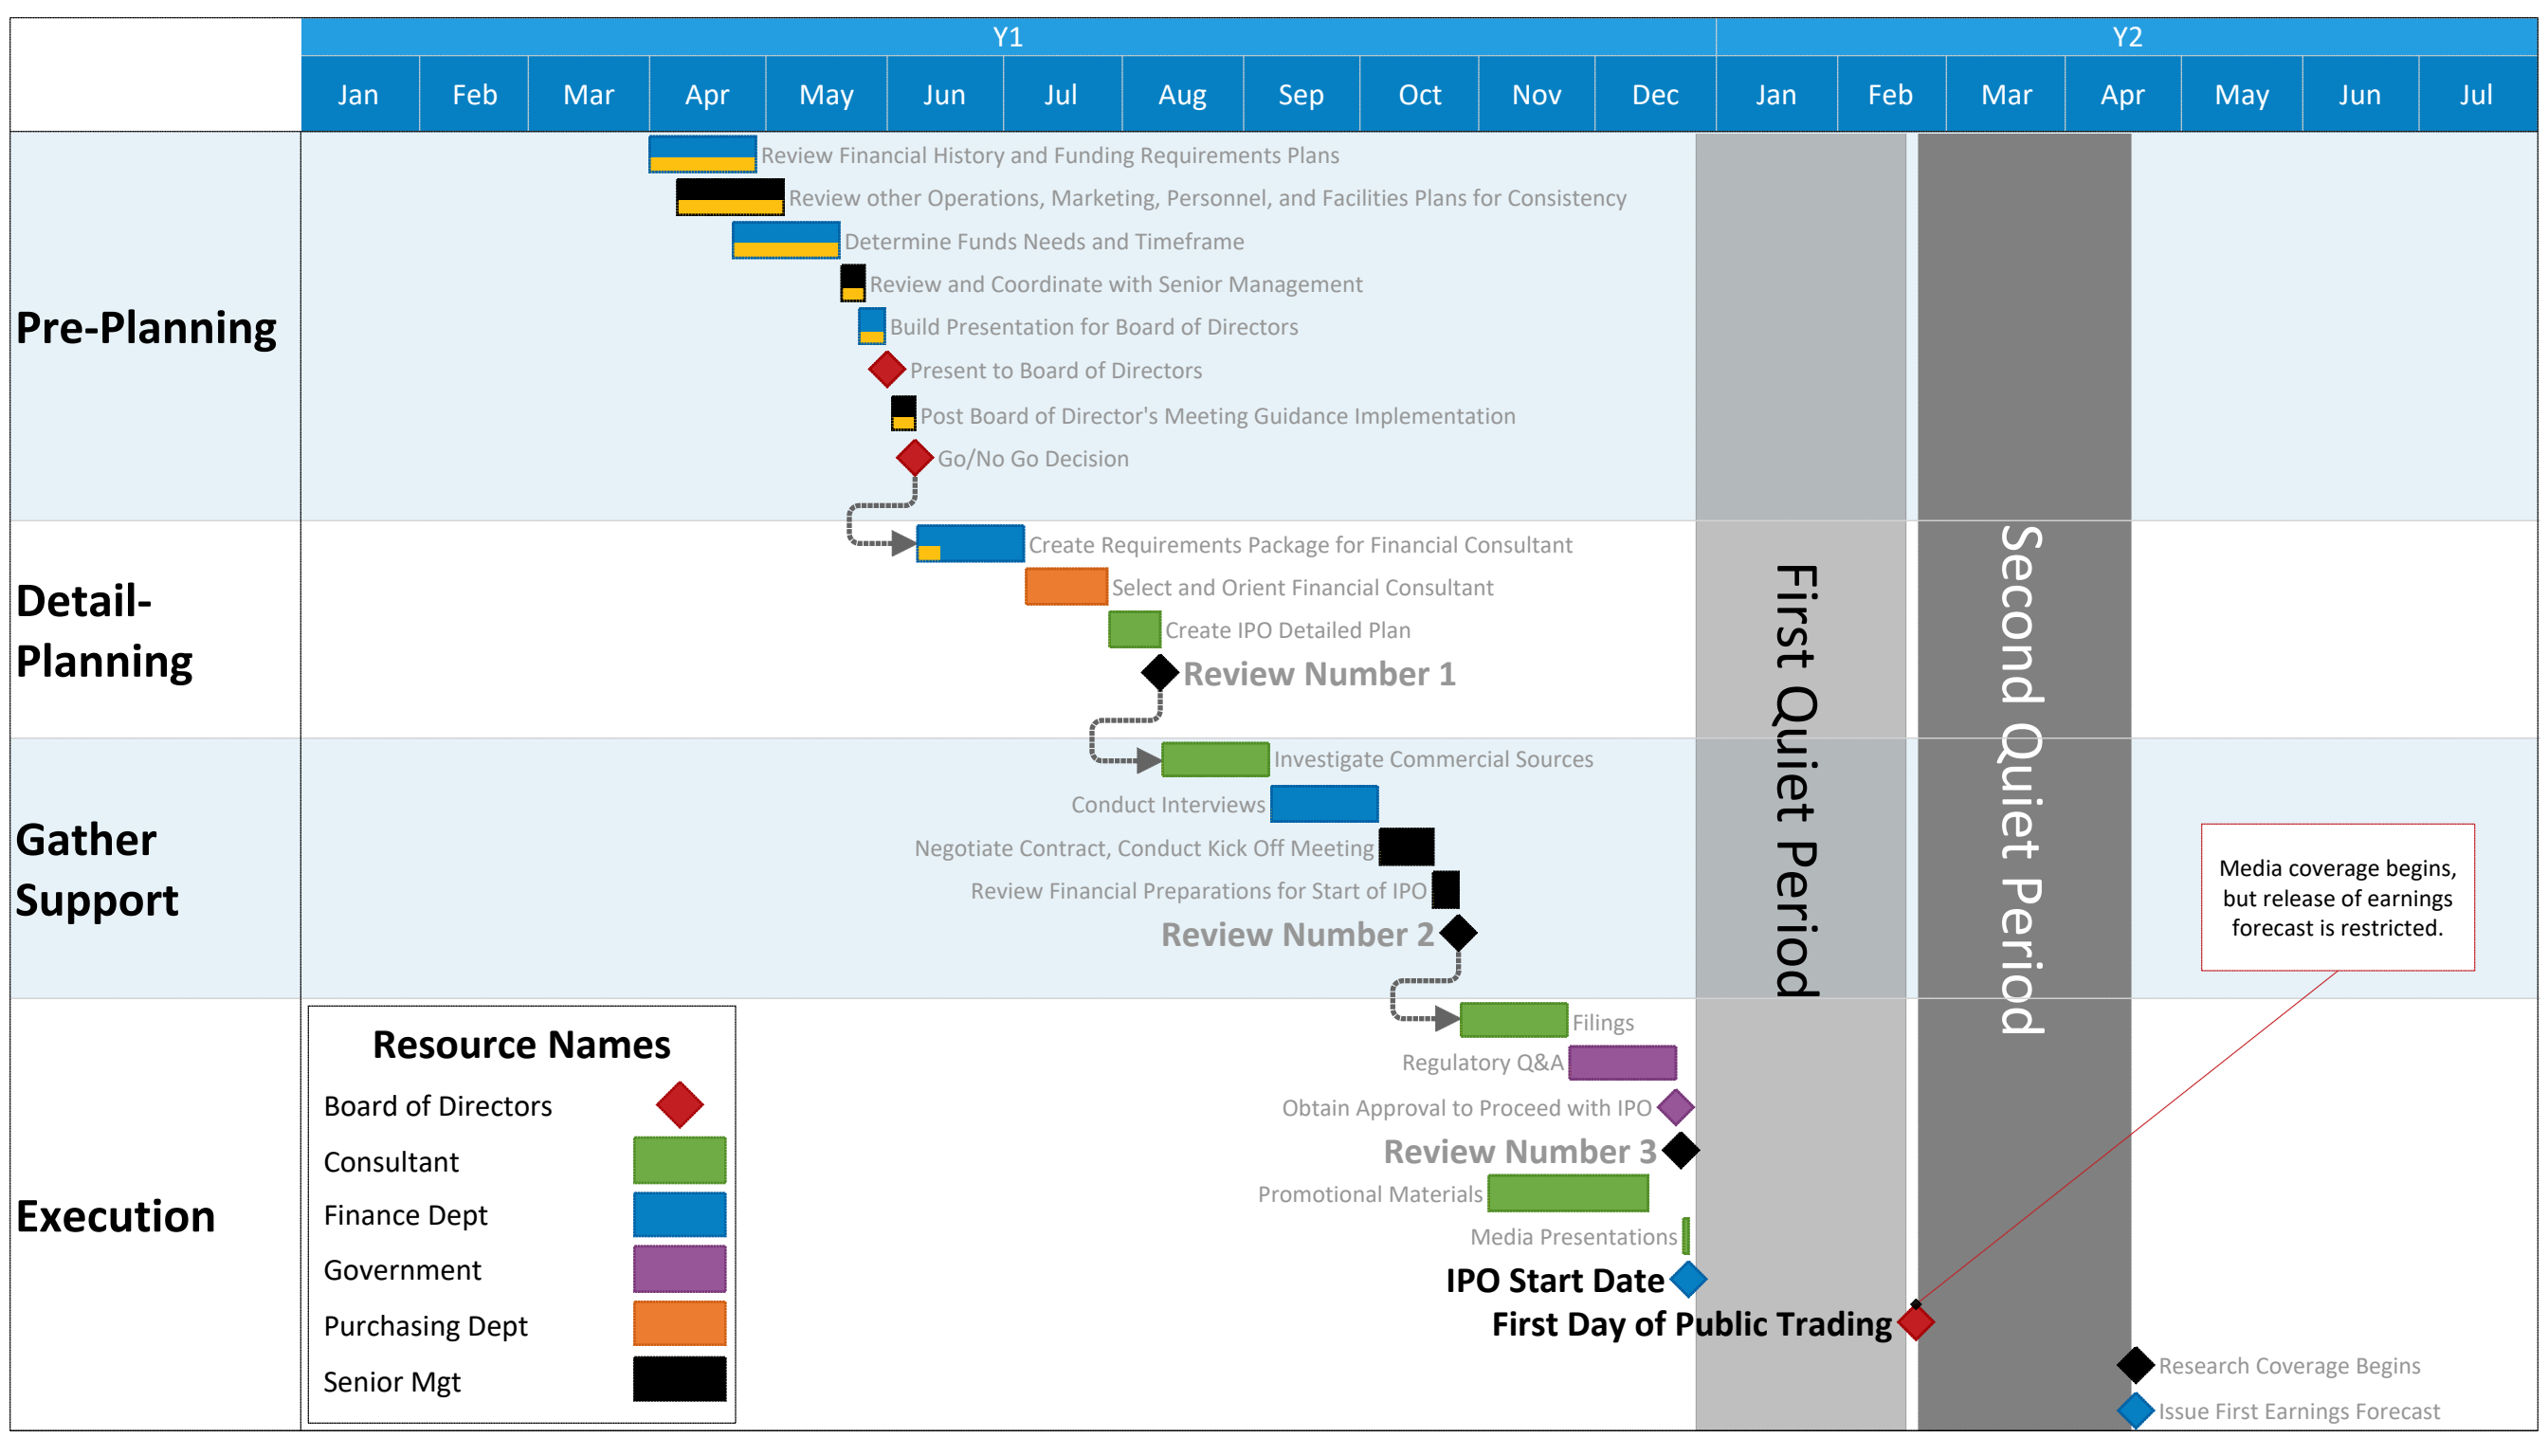 Y1
Y2
Jan
Feb
Mar
Apr
May
Jun
Jul
Aug
Sep
Oct
Nov
Dec
Jan
Feb
Mar
Apr
May
Jun
Jul
Pre-Planning
Review Financial History and Funding Requirements Plans
Review other Operations, Marketing, Personnel, and Facilities Plans for Consistency
Determine Funds Needs and Timeframe
Review and Coordinate with Senior Management
Build Presentation for Board of Directors
Present to Board of Directors
Post Board of Director's Meeting Guidance Implementation
Go/No Go Decision
Detail-
Planning
Create Requirements Package for Financial Consultant
Select and Orient Financial Consultant
Create IPO Detailed Plan
Review Number 1
Gather
Support
Investigate Commercial Sources
Conduct Interviews
Negotiate Contract, Conduct Kick Off Meeting
Review Financial Preparations for Start of IPO
Review Number 2
Execution
Filings
Regulatory Q&A
Obtain Approval to Proceed with IPO
Review Number 3
Promotional Materials
Media Presentations
IPO Start Date
First Day of Public Trading
Research Coverage Begins
Issue First Earnings Forecast
First Quiet Period
Second Quiet Period
Media coverage begins,
but release of earnings
forecast is restricted.
Resource Names
Board of Directors
Consultant
Finance Dept
Government
Purchasing Dept
Senior Mgt